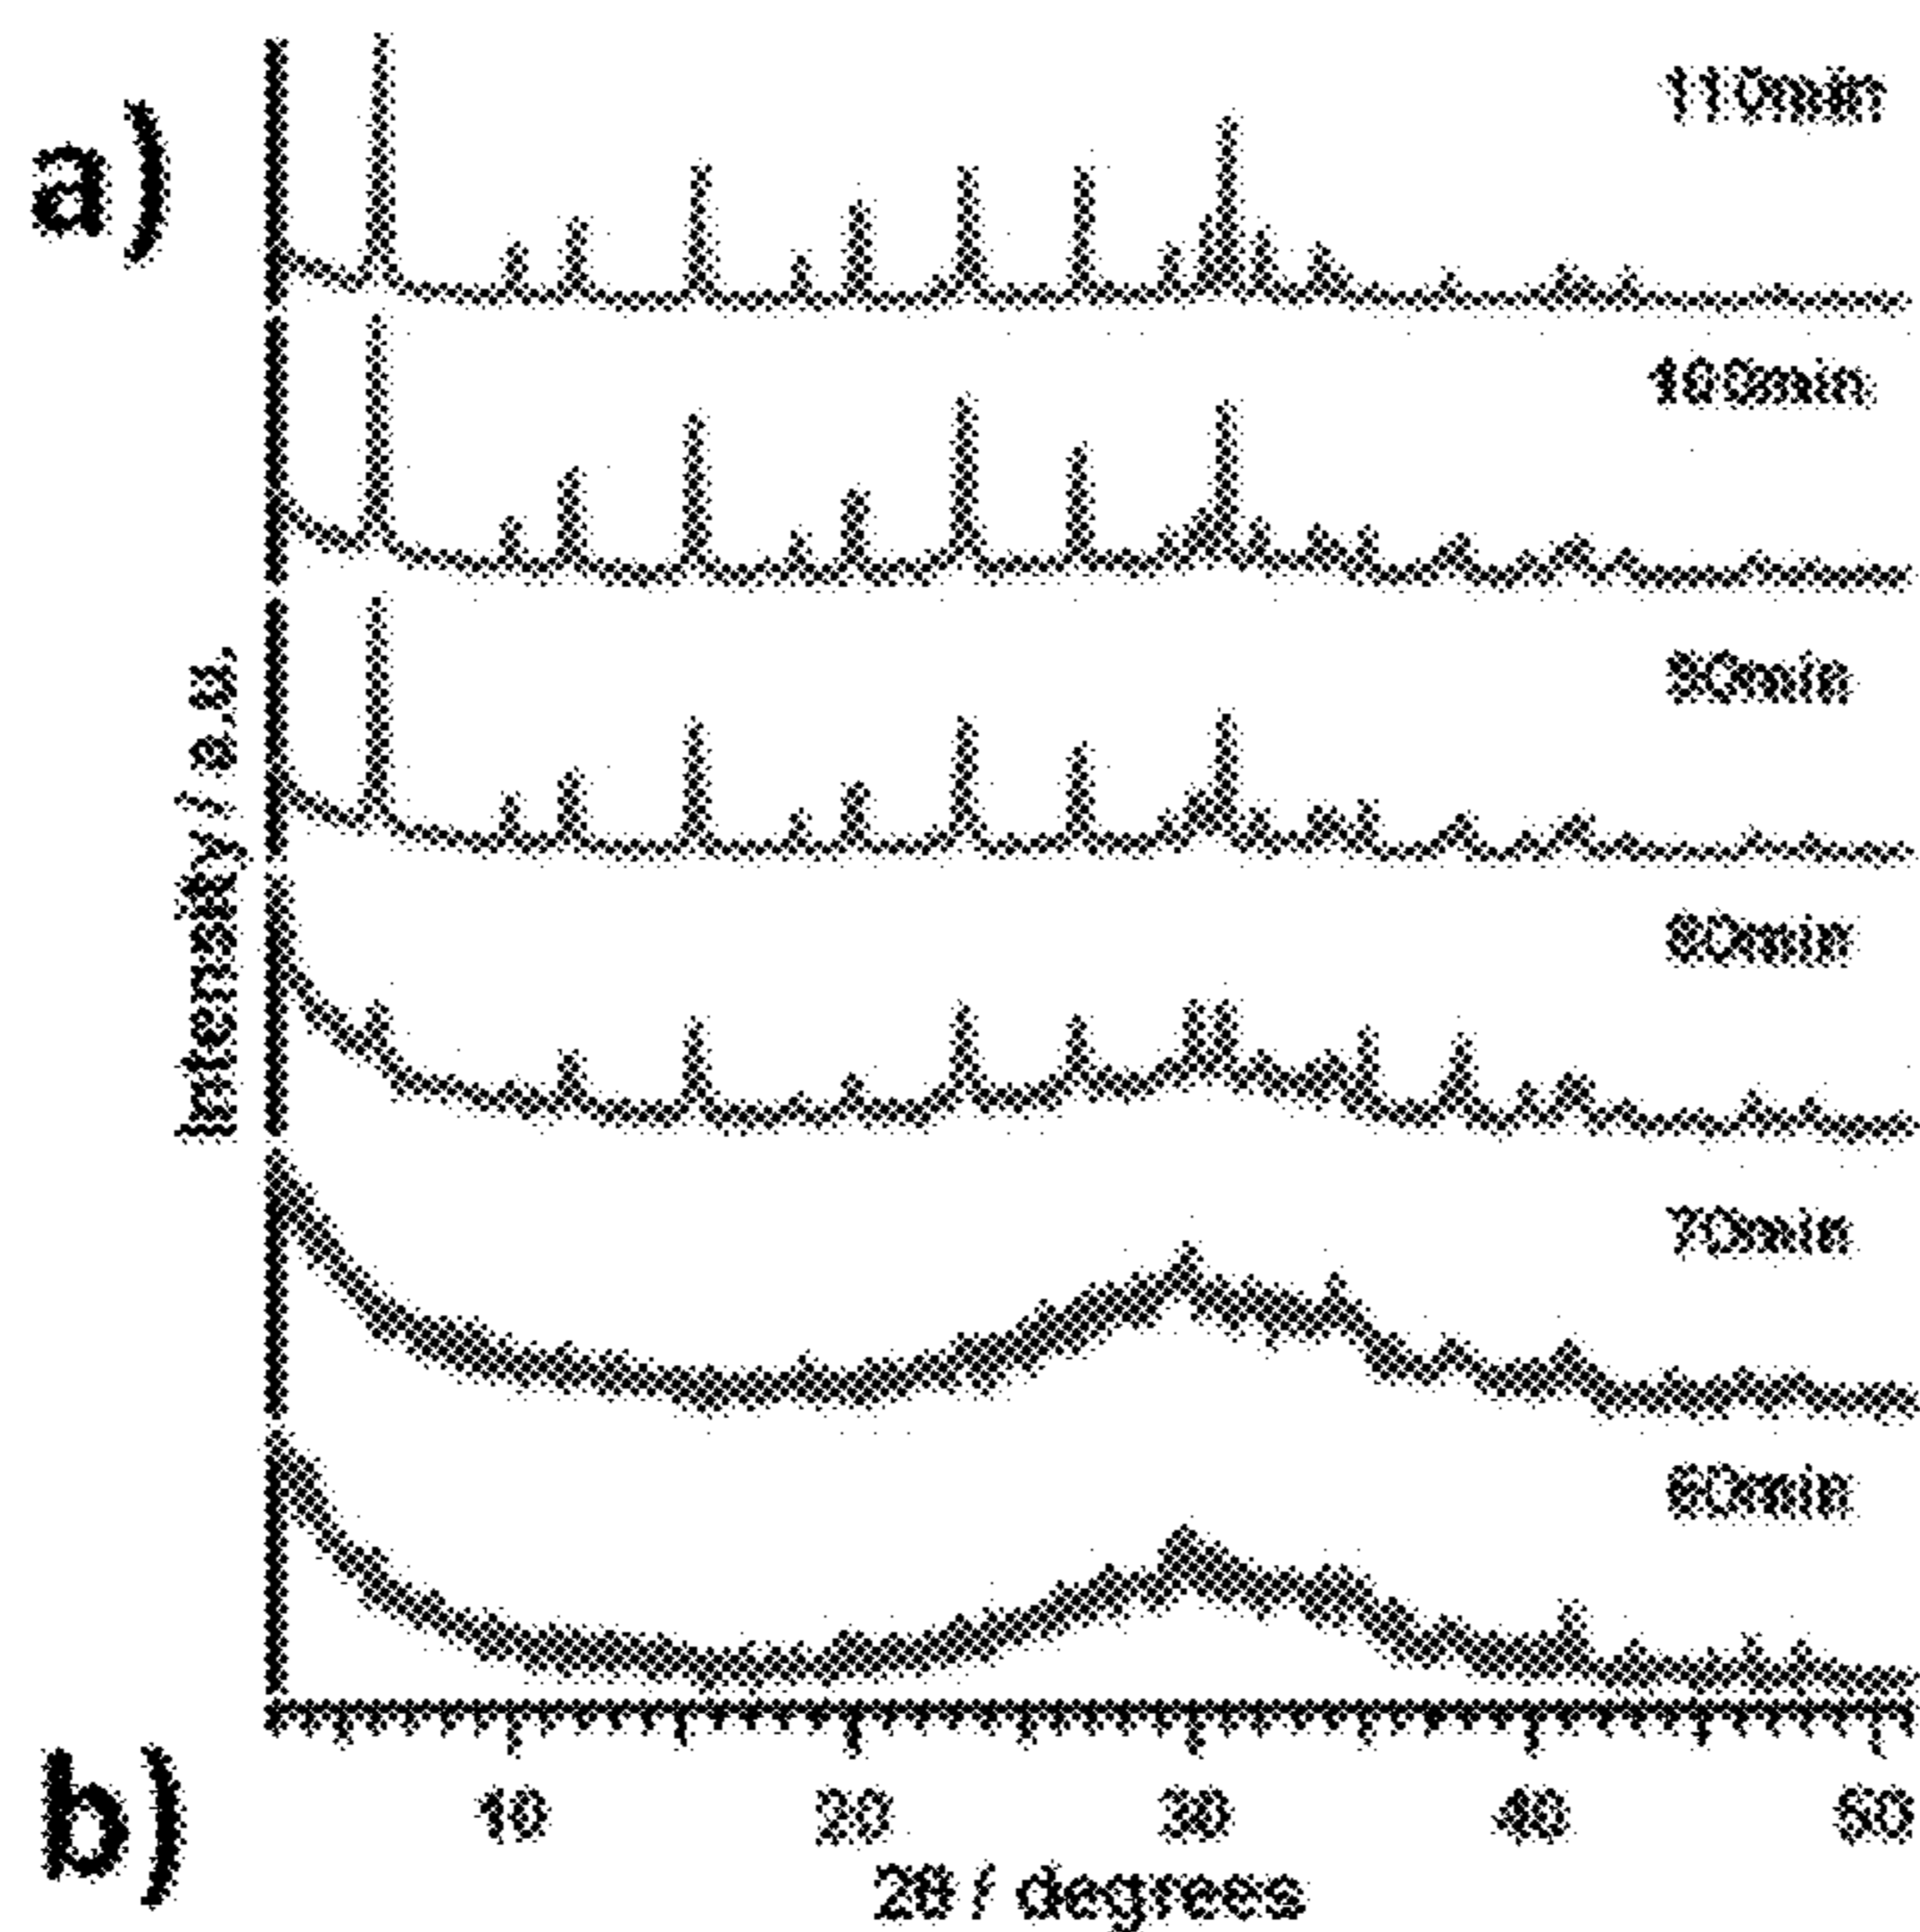 a)
110min
100min
90min
80min
70min
60min
Intensity / a.u.
10 20 30 40 50
2θ / degrees
b)